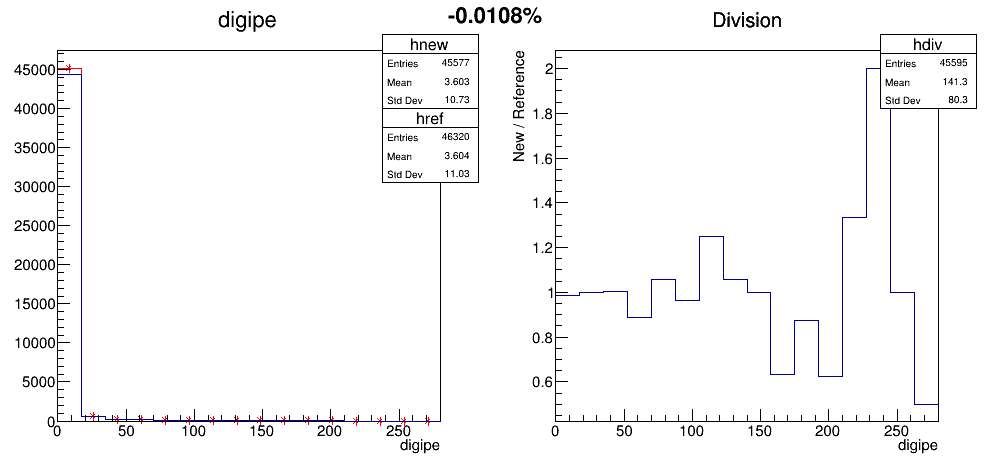 -0.0108%
digipe
hnew
Entries 45577
Mean 3.603
Std Dev 10.73
href
Entries 46320
Mean 3.604
Std Dev 11.03
45000
40000
35000
30000
25000
20000
15000
10000
5000
0
0 50 100 150 200 250
digipe
Division
hdiv
Entries 45595
Mean 141.3
Std Dev 80.3
New / Reference
2
1.8
1.6
1.4
1.2
1
0.8
0.6
0 50 100 150 200 250
digipe